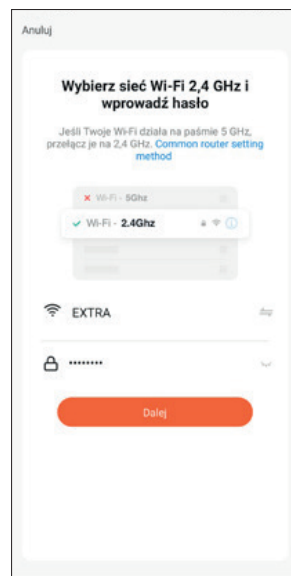 Anuluj
Wybierz sieć Wi-Fi 2,4 GHz i
wprowadź hasło
Jeśli Twoje Wi-Fi działa na paśmie 5 GHz,
przełącz je na 2,4 GHz. Common router setting
method
Wi-Fi - 5Ghz
Wi-Fi - 2.4Ghz
EXTRA
••••••••
Dalej